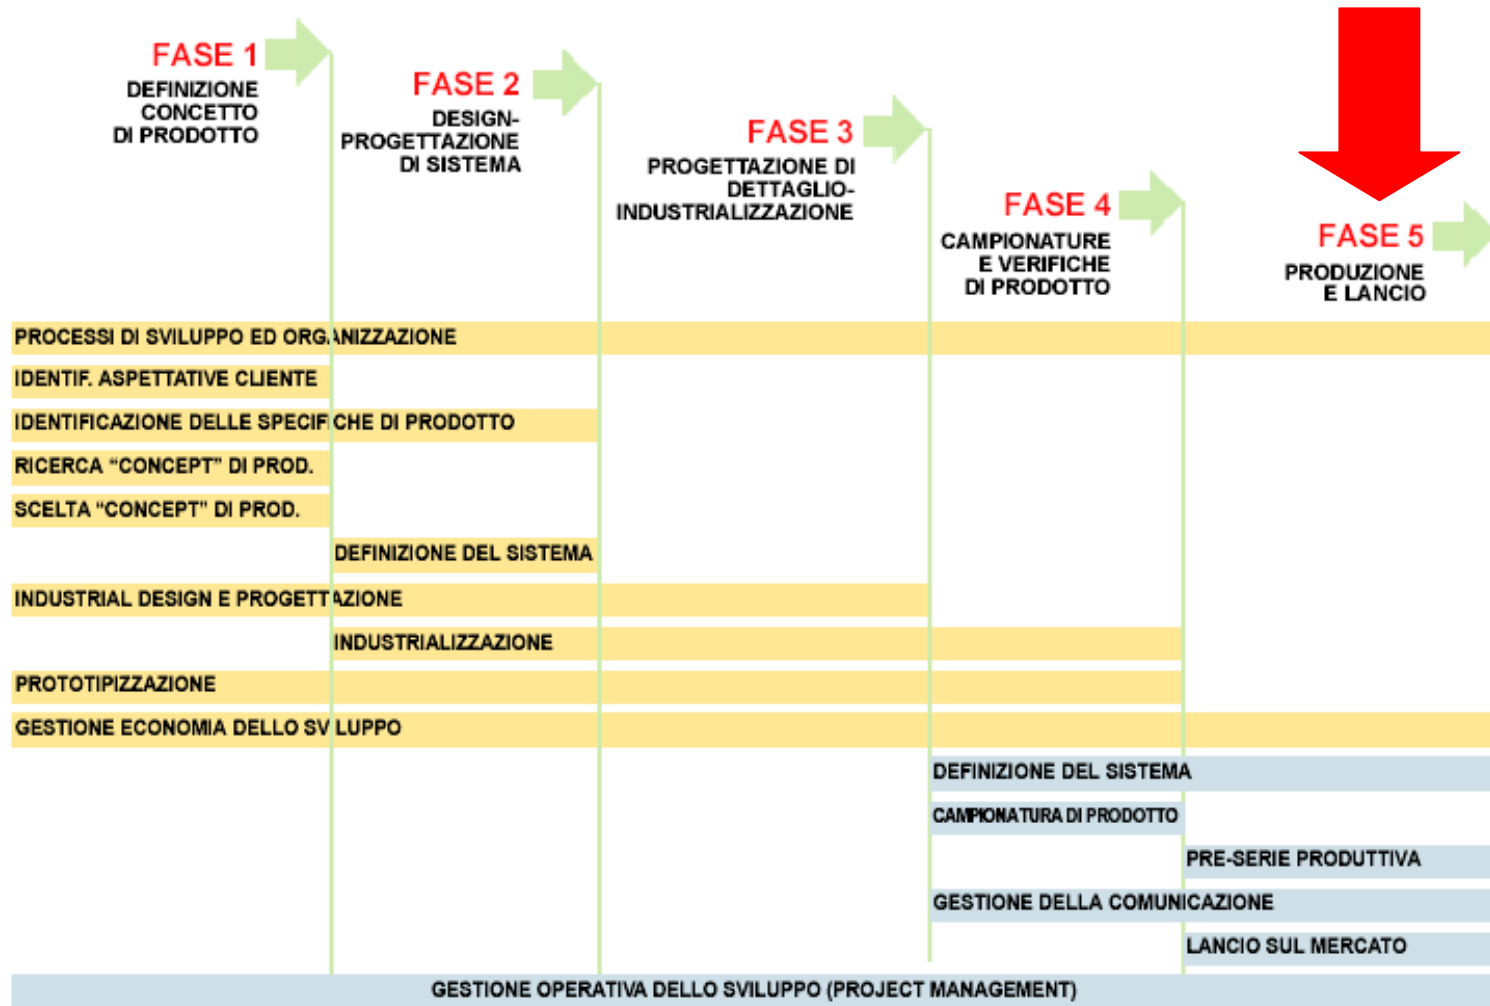 FASE 1
DEFINIZIONE
CONCETTO
DI PRODOTTO
FASE 2
DESIGN-
PROGETTAZIONE
DI SISTEMA
FASE 3
PROGETTAZIONE DI
DETTAGLIO-
INDUSTRIALIZZAZIONE
FASE 4
CAMPIONATURE
E VERIFICHE
DI PRODOTTO
FASE 5
PRODUZIONE
E LANCIO
PROCESSI DI SVILUPPO ED ORGANIZZAZIONE
IDENTIF. ASPETTATIVE CLIENTE
IDENTIFICAZIONE DELLE SPECIFICHE DI PRODOTTO
RICERCA “CONCEPT” DI PROD.
SCELTA “CONCEPT” DI PROD.
DEFINIZIONE DEL SISTEMA
INDUSTRIAL DESIGN E PROGETTAZIONE
INDUSTRIALIZZAZIONE
PROTOTIPIZZAZIONE
GESTIONE ECONOMIA DELLO SVILUPPO
DEFINIZIONE DEL SISTEMA
CAMPIONATURA DI PRODOTTO
PRE-SERIE PRODUTTIVA
GESTIONE DELLA COMUNICAZIONE
LANCIO SUL MERCATO
GESTIONE OPERATIVA DELLO SVILUPPO (PROJECT MANAGEMENT)